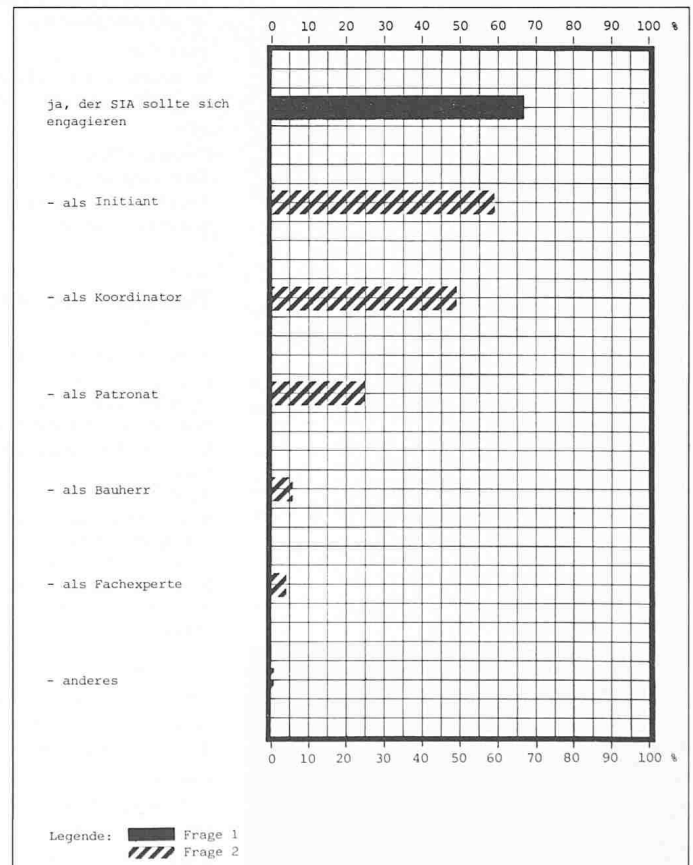 0 10 20 30 40 50 60 70 80 90 100 %
ja, der SIA sollte sich
engagieren
- als Initiant
- als Koordinator
- als Patronat
- als Bauherr
- als Fachexperte
- anderes
0 10 20 30 40 50 60 70 80 90 100 %
Legende: Frage 1
Frage 2